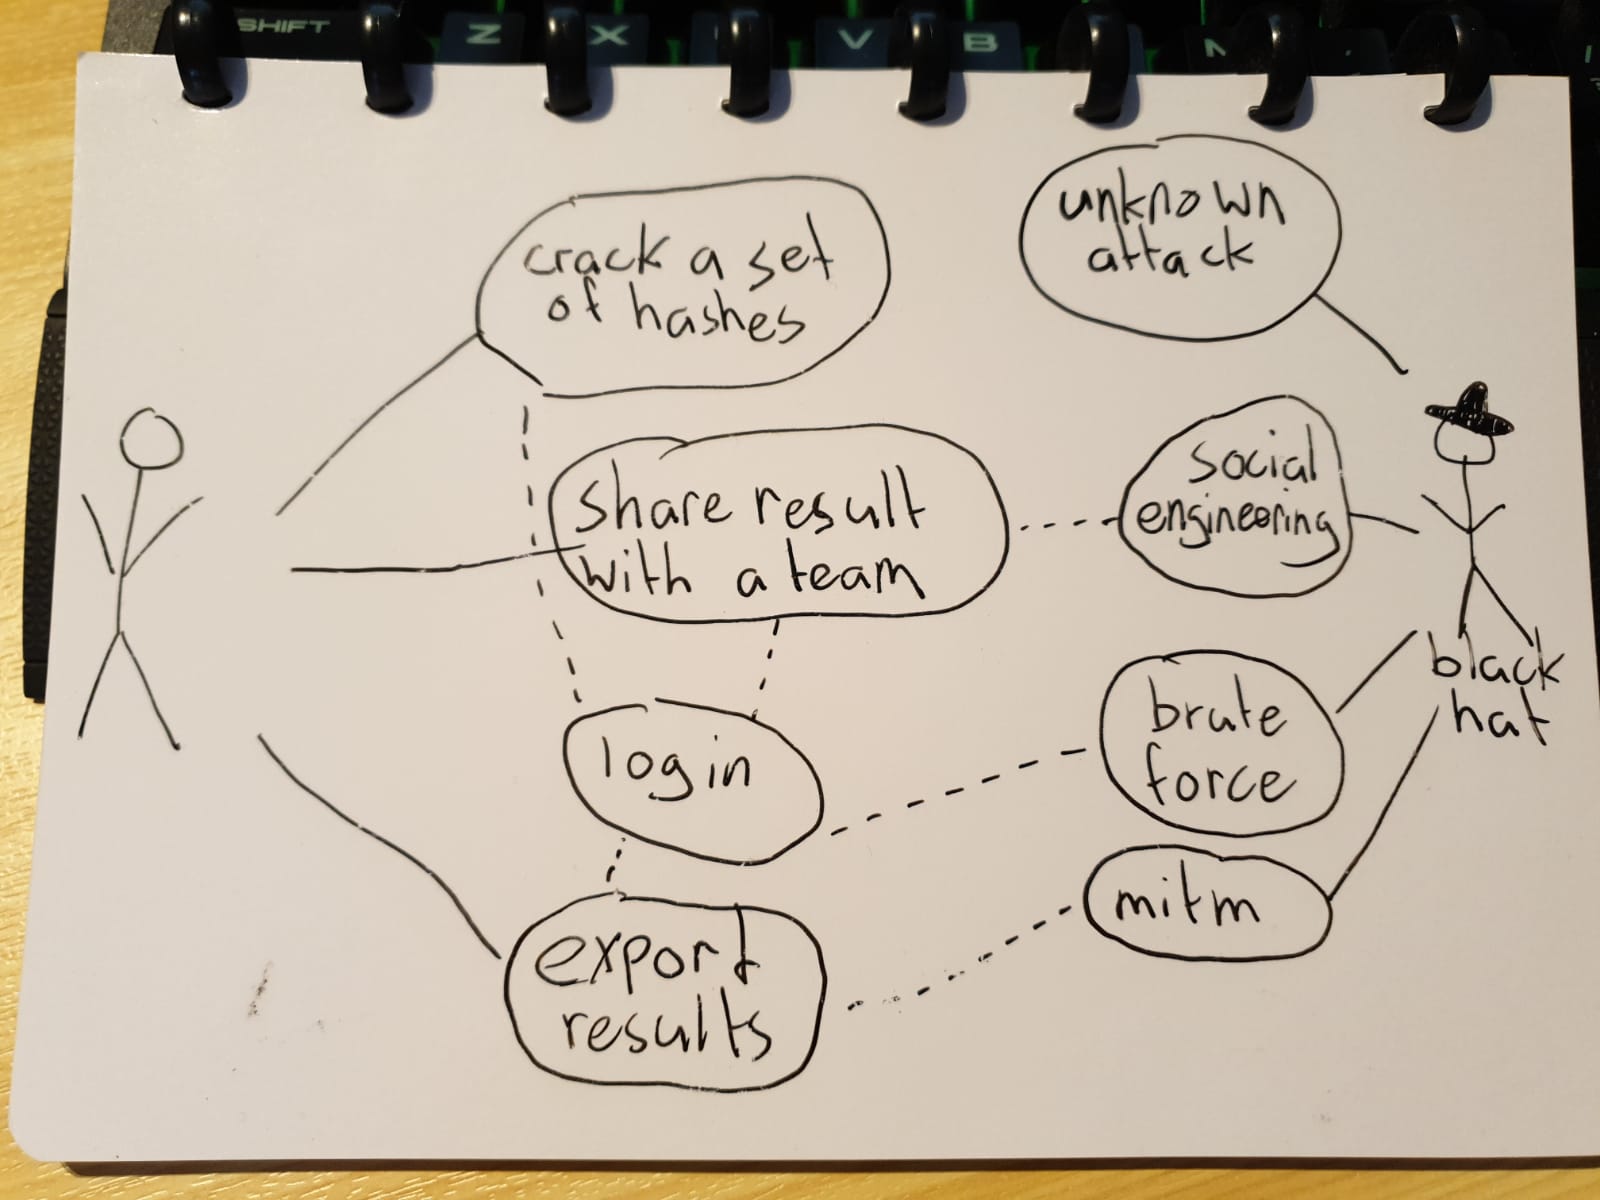 SHIFT
Z
X
V
B
crack a set
of hashes
unknown
attack
share result
with a team
social
engineering
black
hat
login
brute
force
export
results
mitm